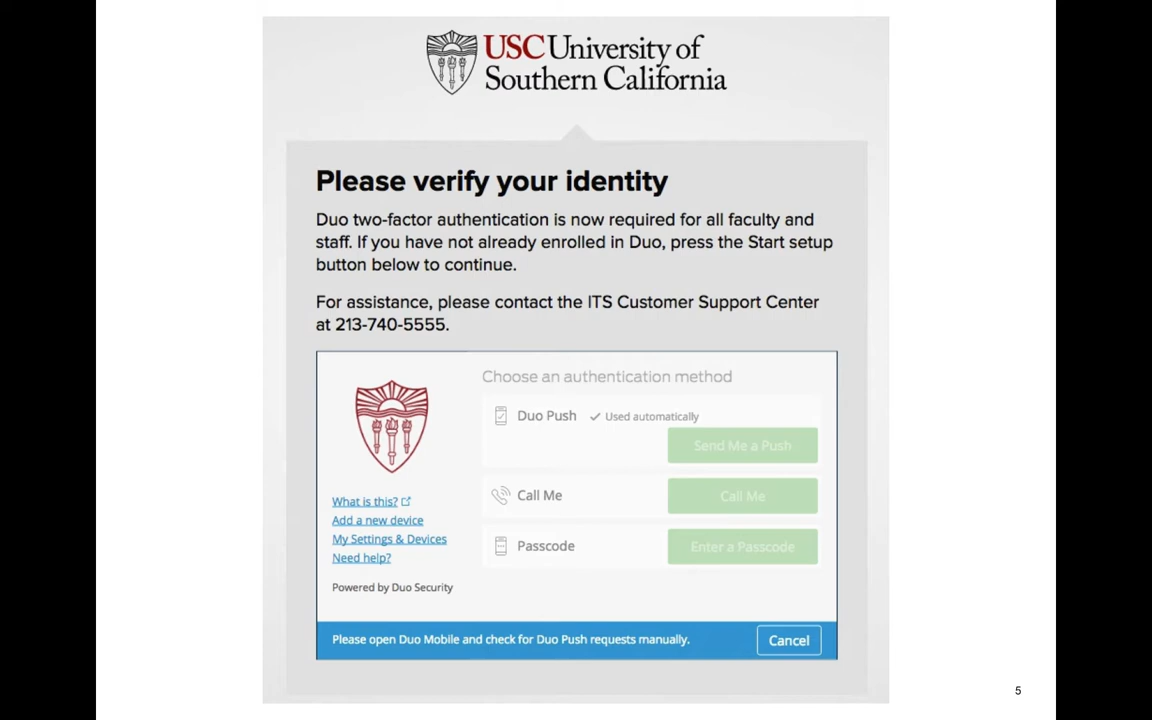 USC University of
Southern California
Please verify your identity
Duo two-factor authentication is now required for all faculty and
staff. If you have not already enrolled in Duo, press the Start setup
button below to continue.
For assistance, please contact the ITS Customer Support Center
at 213-740-5555.
Choose an authentication method
Duo Push ✓ Used automatically
Send Me a Push
Call Me
Call Me
Passcode
Enter a Passcode
What is this?
Add a new device
My Settings & Devices
Need help?
Powered by Duo Security
Please open Duo Mobile and check for Duo Push requests manually.
Cancel
5